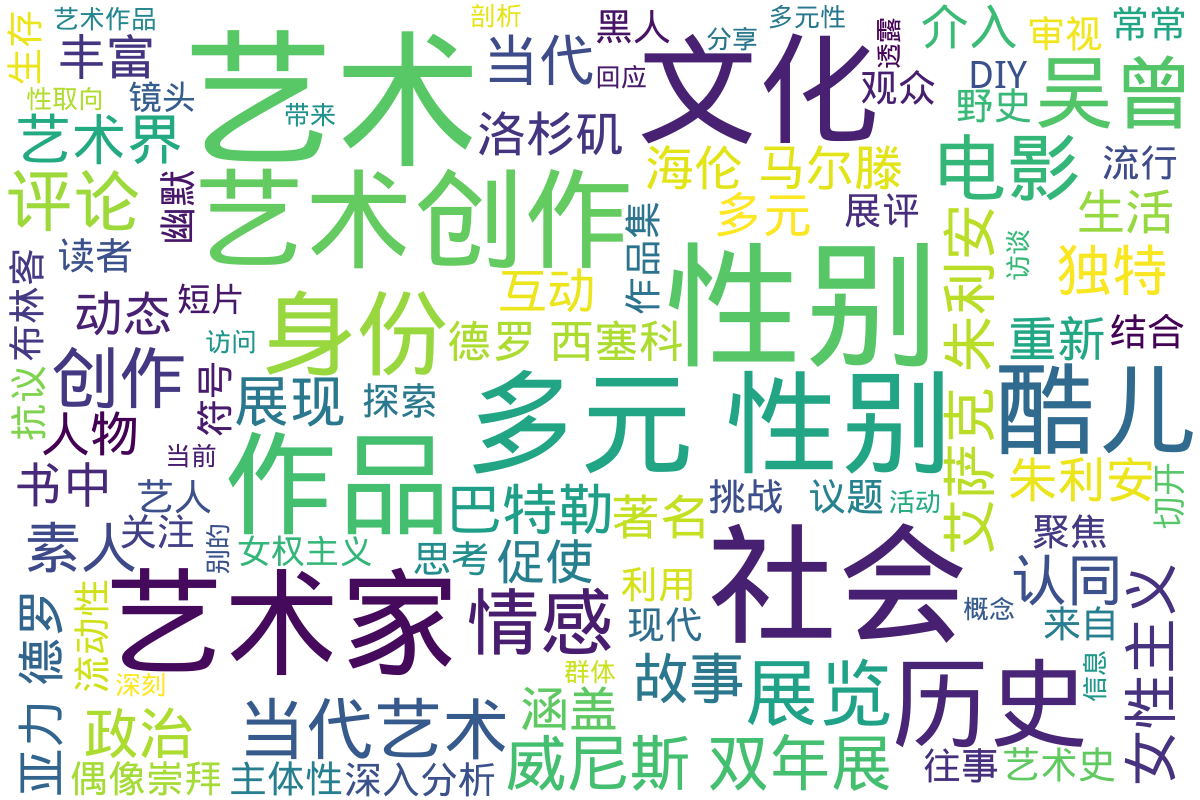 艺术作品
剖析
多元性
生存
丰富
艺术
当代
黑人
分享
透露
介入
审视
常常
回应
文化
观众
DIY
吴曾
性取向
镜头
带来
野史
艺术界
洛杉矶
海伦 马尔滕
电影
流行
评论
幽默
艺术创作
作品集
多元
展评
朱利安
生活
读者
访谈
独特
布林客
动态
短片
身份
互动
性别
访问
德罗 西塞科
重新
结合
创作
符号
展现
探索
多元 性别
艾萨克 朱利安
酷儿
抗议
人物
当前
作品
书中
艺人
巴特勒
著名
挑战
议题
活动
朱利安
切开
素人
关注
别的
女权主义
思考
促使
社会
聚焦
亚力 德罗
流动性
艺术家
情感
利用
现代
概念
认同
来自
女性主义
深刻
群体
故事
展览
历史
信息
政治
当代艺术
涵盖
偶像崇拜
主体性
深入分析
威尼斯 双年展
往事
艺术史